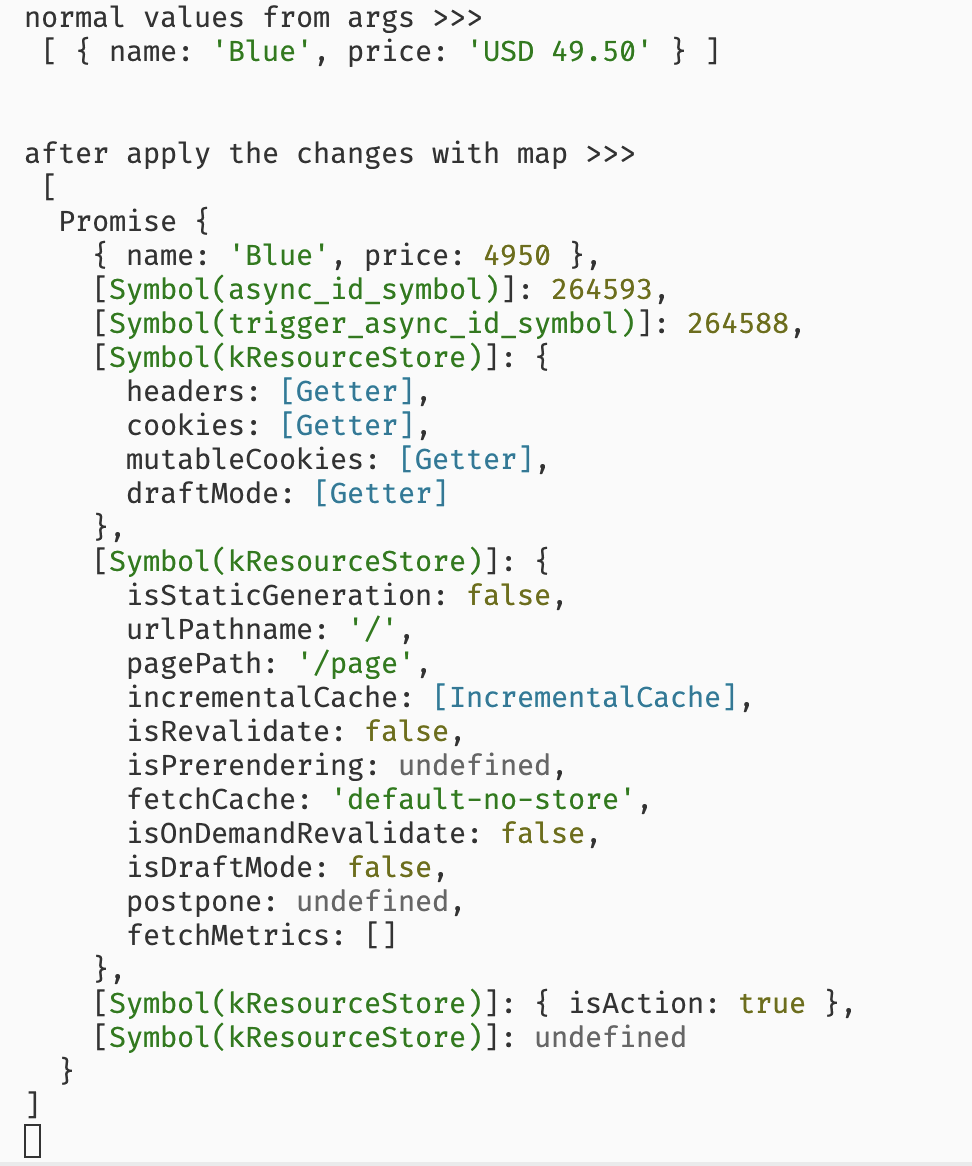 normal values from args >>>
[ { name: 'Blue', price: 'USD 49.50' } ]
after apply the changes with map >>>
[
Promise {
{ name: 'Blue', price: 4950 },
[Symbol(async_id_symbol)]: 264593,
[Symbol(trigger_async_id_symbol)]: 264588,
[Symbol(kResourceStore)]: {
headers: [Getter],
cookies: [Getter],
mutableCookies: [Getter],
draftMode: [Getter]
},
[Symbol(kResourceStore)]: {
isStaticGeneration: false,
urlPathname: '/',
pagePath: '/page',
incrementalCache: [IncrementalCache],
isRevalidate: false,
isPrerendering: undefined,
fetchCache: 'default-no-store',
isOnDemandRevalidate: false,
isDraftMode: false,
postpone: undefined,
fetchMetrics: []
},
[Symbol(kResourceStore)]: { isAction: true },
[Symbol(kResourceStore)]: undefined
}
]